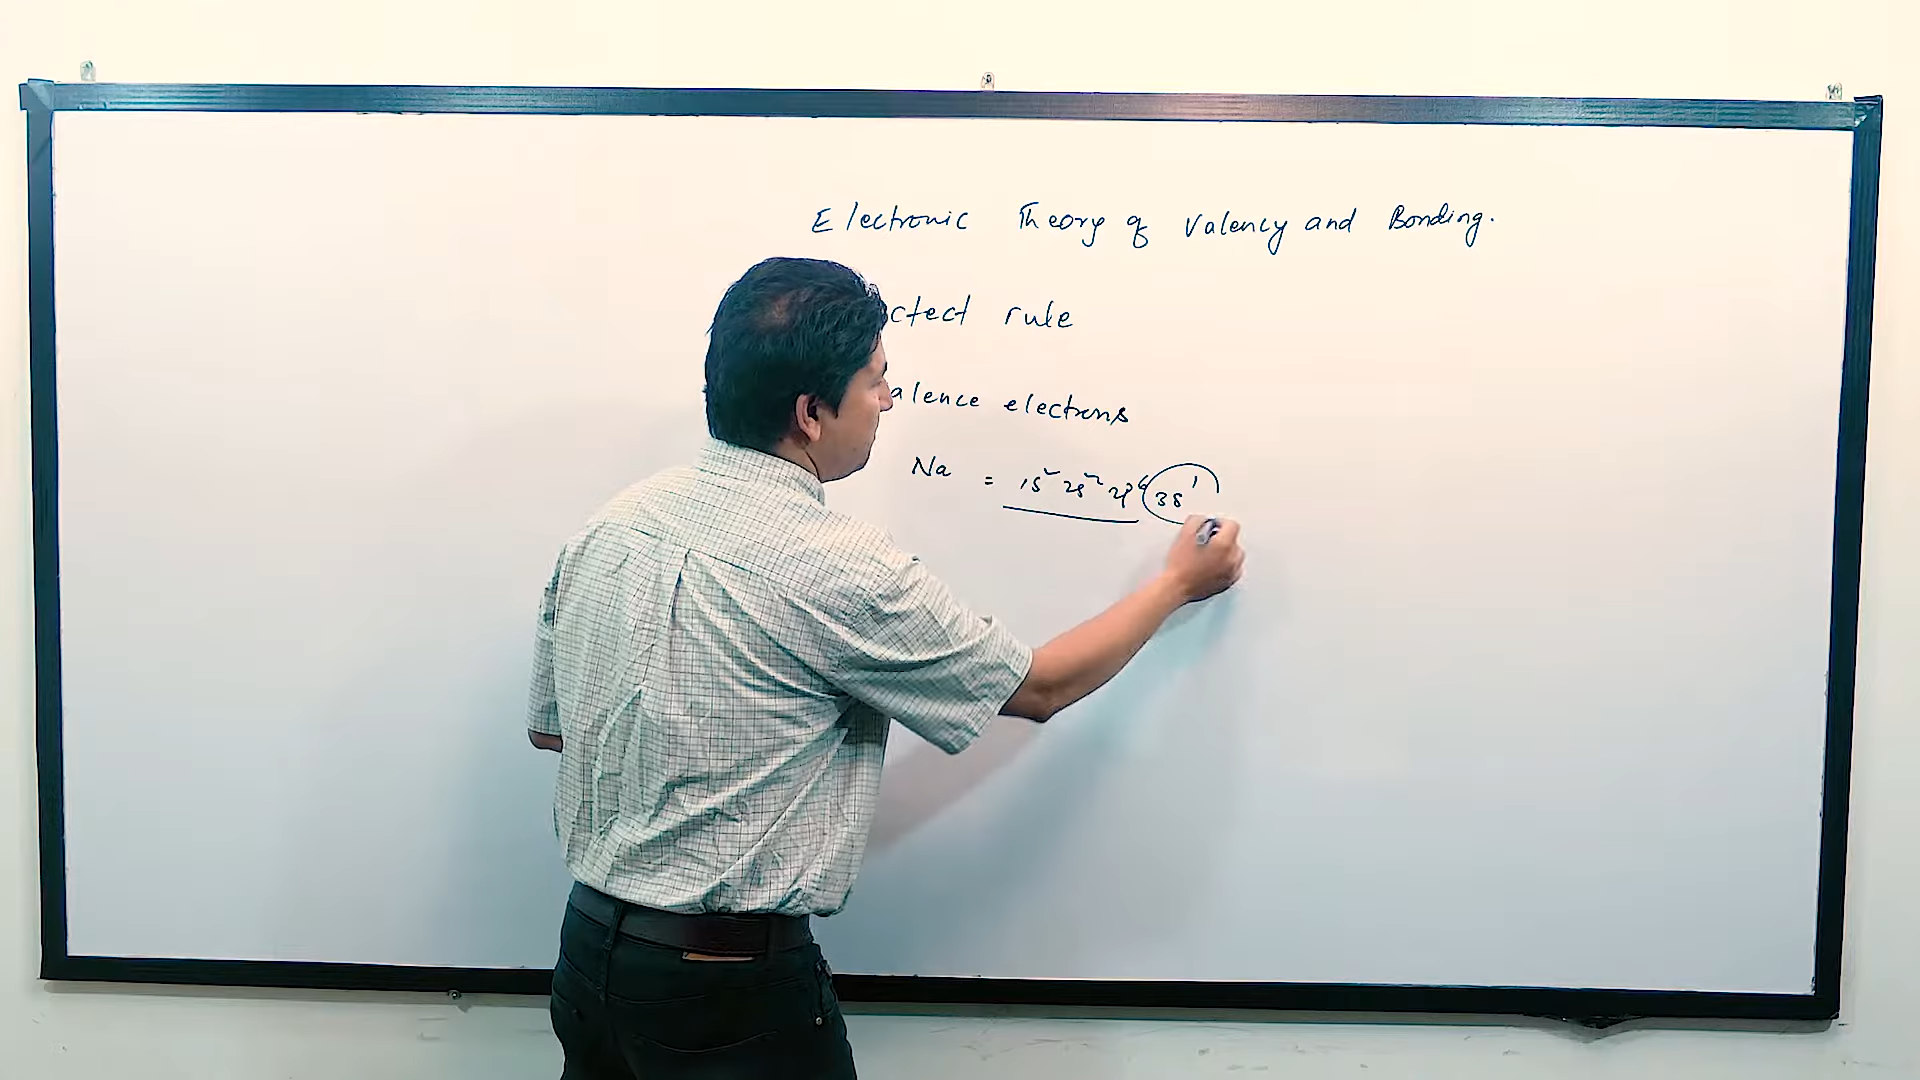 Electronic Theory of Valency and Bonding.
ctect rule
alence electrons
Na = 1s² 2s² 2p⁶ 3s¹